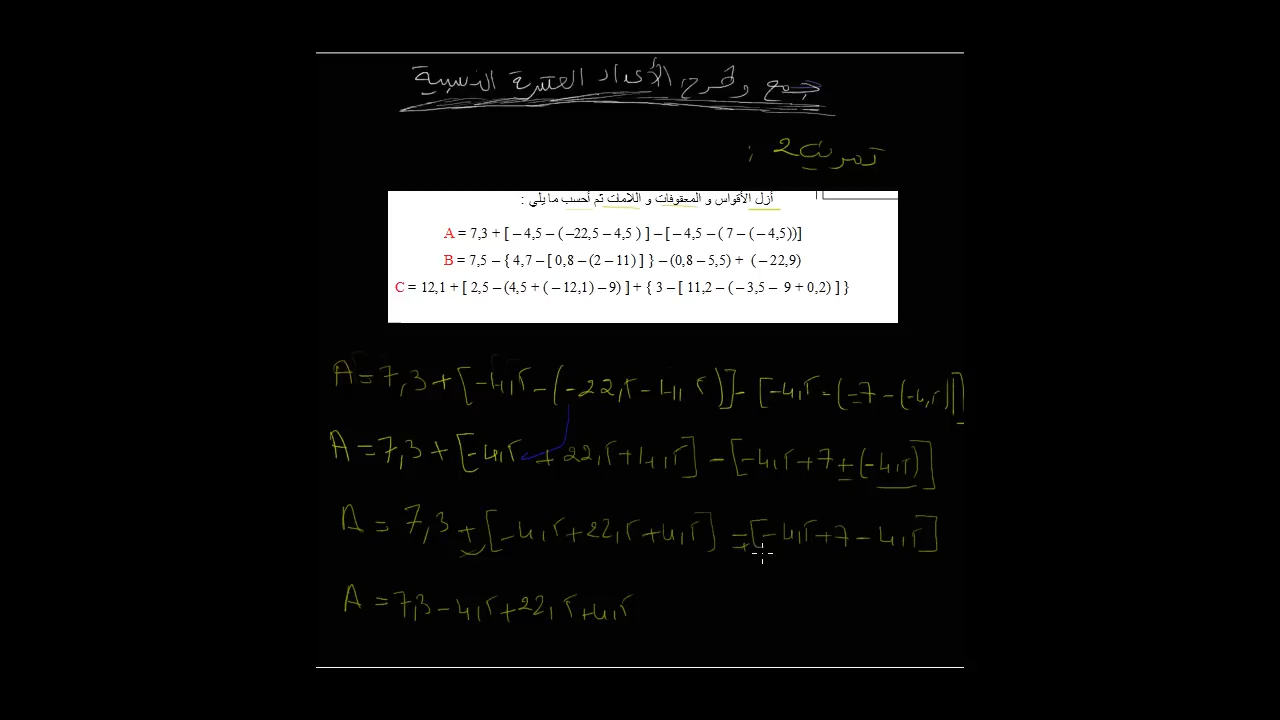 جمع وطرح الأعداد العشرية النسبية
تمرين 2 :
أزل الأقواس و المعقوفات و اللامات تم أحسب ما يلي :
A = 7,3 + [ – 4,5 – ( –22,5 – 4,5 ) ] – [ – 4,5 – ( 7 – ( – 4,5))]
B = 7,5 – { 4,7 – [ 0,8 – (2 – 11) ] } – (0,8 – 5,5) + ( – 22,9)
C = 12,1 + [ 2,5 – (4,5 + ( – 12,1) – 9) ] + { 3 – [ 11,2 – ( – 3,5 – 9 + 0,2) ] }
A = 7,3 + [-4,5 - (-22,5 - 4,5)] - [-4,5 - (-7 - (-4,5)]
A = 7,3 + [-4,5 + 22,5 + 4,5] - [-4,5 + 7 + (-4,5)]
A = 7,3 + [-4,5 + 22,5 + 4,5] - [-4,5 + 7 - 4,5]
A = 7,3 - 4,5 + 22,5 + 4,5